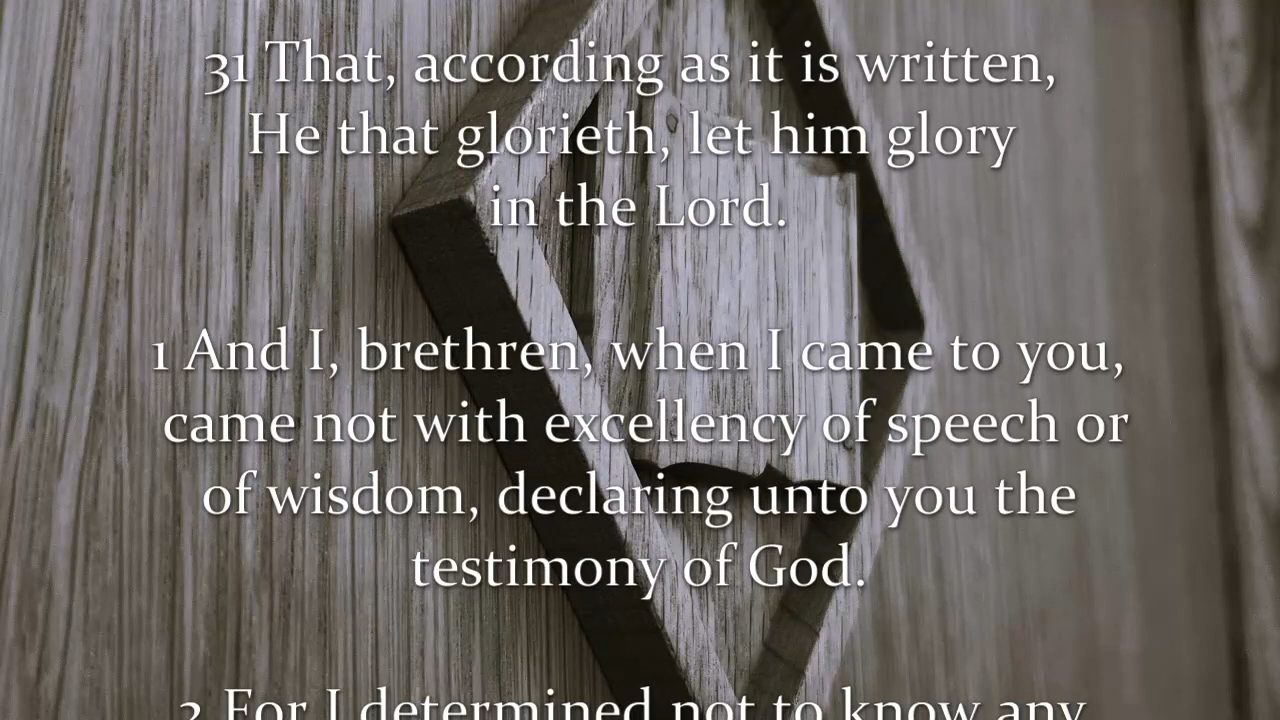 31 That, according as it is written,
He that glorieth, let him glory
in the Lord.
1 And I, brethren, when I came to you,
came not with excellency of speech or
of wisdom, declaring unto you the
testimony of God.
2 For I determined not to know any